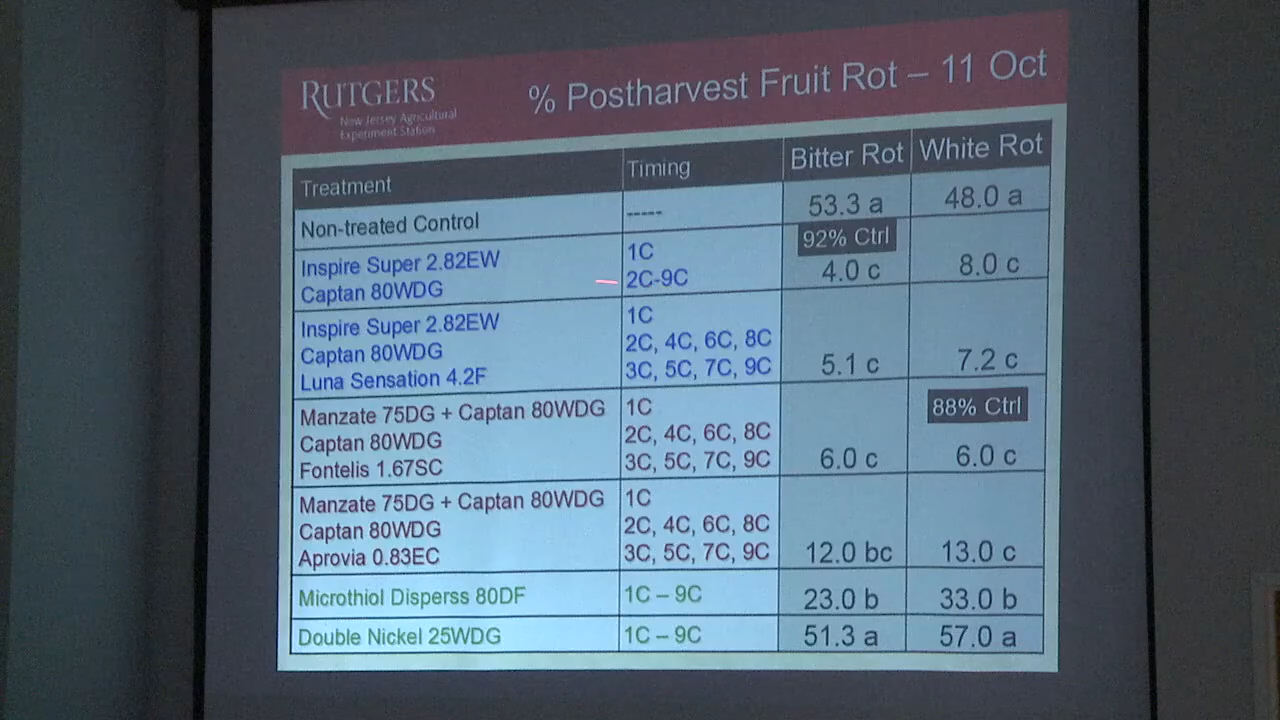 RUTGERS
New Jersey Agricultural
Experiment Station
% Postharvest Fruit Rot – 11 Oct
Treatment Timing Bitter Rot White Rot
Non-treated Control ----- 53.3 a 48.0 a
92% Ctrl
Inspire Super 2.82EW 1C
Captan 80WDG 2C-9C 4.0 c 8.0 c
Inspire Super 2.82EW 1C
Captan 80WDG 2C, 4C, 6C, 8C
Luna Sensation 4.2F 3C, 5C, 7C, 9C 5.1 c 7.2 c
88% Ctrl
Manzate 75DG + Captan 80WDG 1C
Captan 80WDG 2C, 4C, 6C, 8C
Fontelis 1.67SC 3C, 5C, 7C, 9C 6.0 c 6.0 c
Manzate 75DG + Captan 80WDG 1C
Captan 80WDG 2C, 4C, 6C, 8C
Aprovia 0.83EC 3C, 5C, 7C, 9C 12.0 bc 13.0 c
Microthiol Disperss 80DF 1C – 9C 23.0 b 33.0 b
Double Nickel 25WDG 1C – 9C 51.3 a 57.0 a